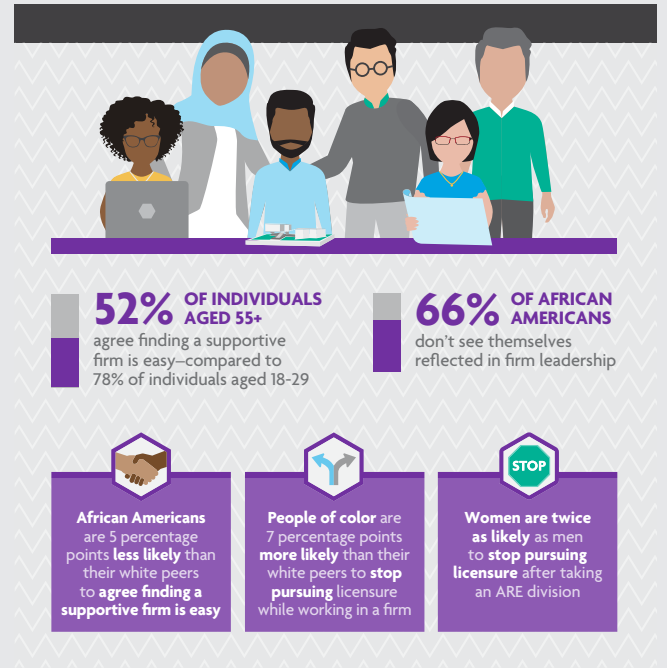 52% OF INDIVIDUALS
AGED 55+
agree finding a supportive
firm is easy–compared to
78% of individuals aged 18-29
66% OF AFRICAN
AMERICANS
don't see themselves
reflected in firm leadership
African Americans
are 5 percentage
points less likely than
their white peers
to agree finding a
supportive firm is easy
People of color are
7 percentage points
more likely than their
white peers to stop
pursuing licensure
while working in a firm
STOP
Women are twice
as likely as men
to stop pursuing
licensure after taking
an ARE division